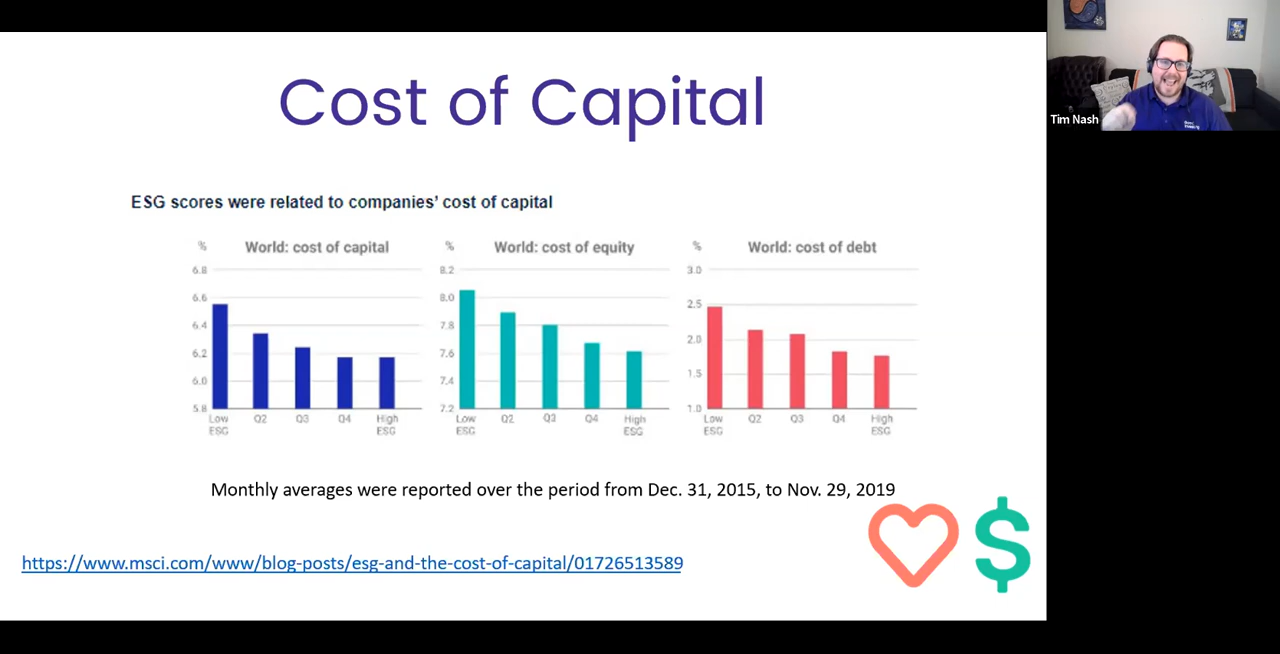 Cost of Capital
Tim Nash
ESG scores were related to companies' cost of capital
% World: cost of capital
6.8
6.6
6.4
6.2
6.0
5.8
Low ESG Q2 Q3 Q4 High ESG
% World: cost of equity
8.2
8.0
7.8
7.6
7.4
7.2
Low ESG Q2 Q3 Q4 High ESG
% World: cost of debt
3.0
2.5
2.0
1.5
1.0
Low ESG Q2 Q3 Q4 High ESG
Monthly averages were reported over the period from Dec. 31, 2015, to Nov. 29, 2019
https://www.msci.com/www/blog-posts/esg-and-the-cost-of-capital/01726513589
$